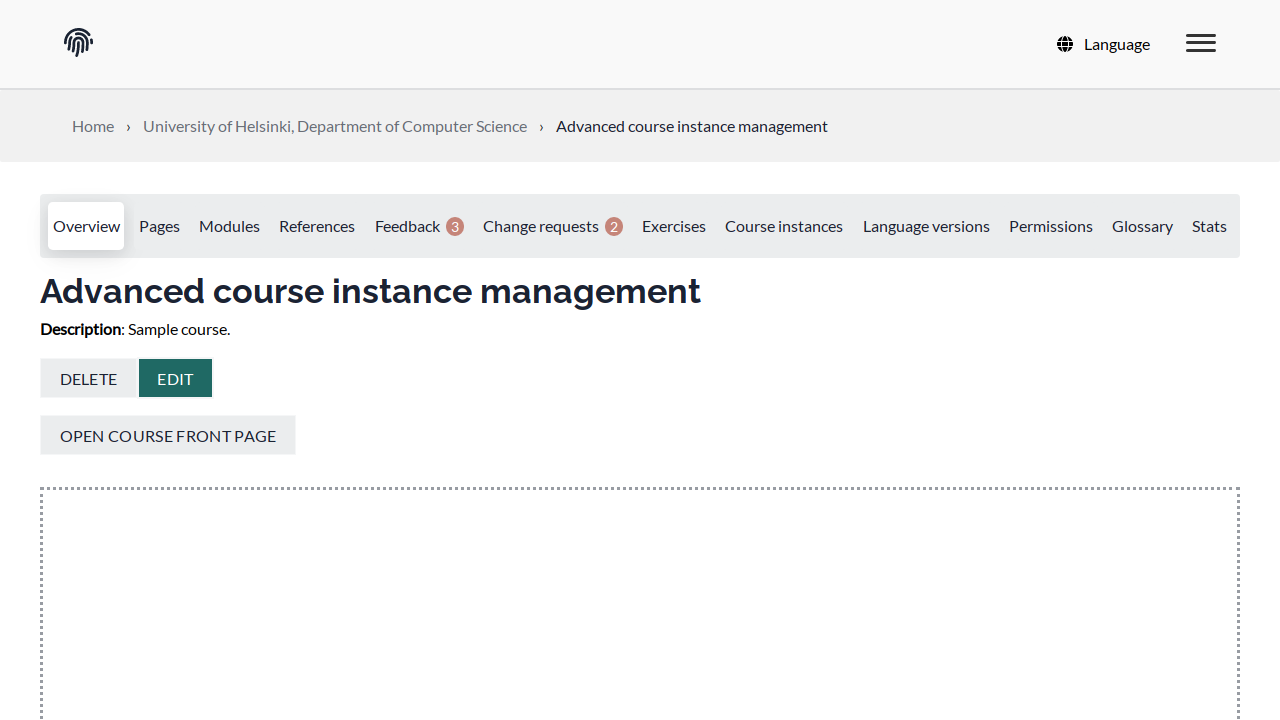 Language
Home › University of Helsinki, Department of Computer Science › Advanced course instance management
Overview Pages Modules References Feedback 3 Change requests 2 Exercises Course instances Language versions Permissions Glossary Stats
Advanced course instance management
Description: Sample course.
DELETE EDIT
OPEN COURSE FRONT PAGE